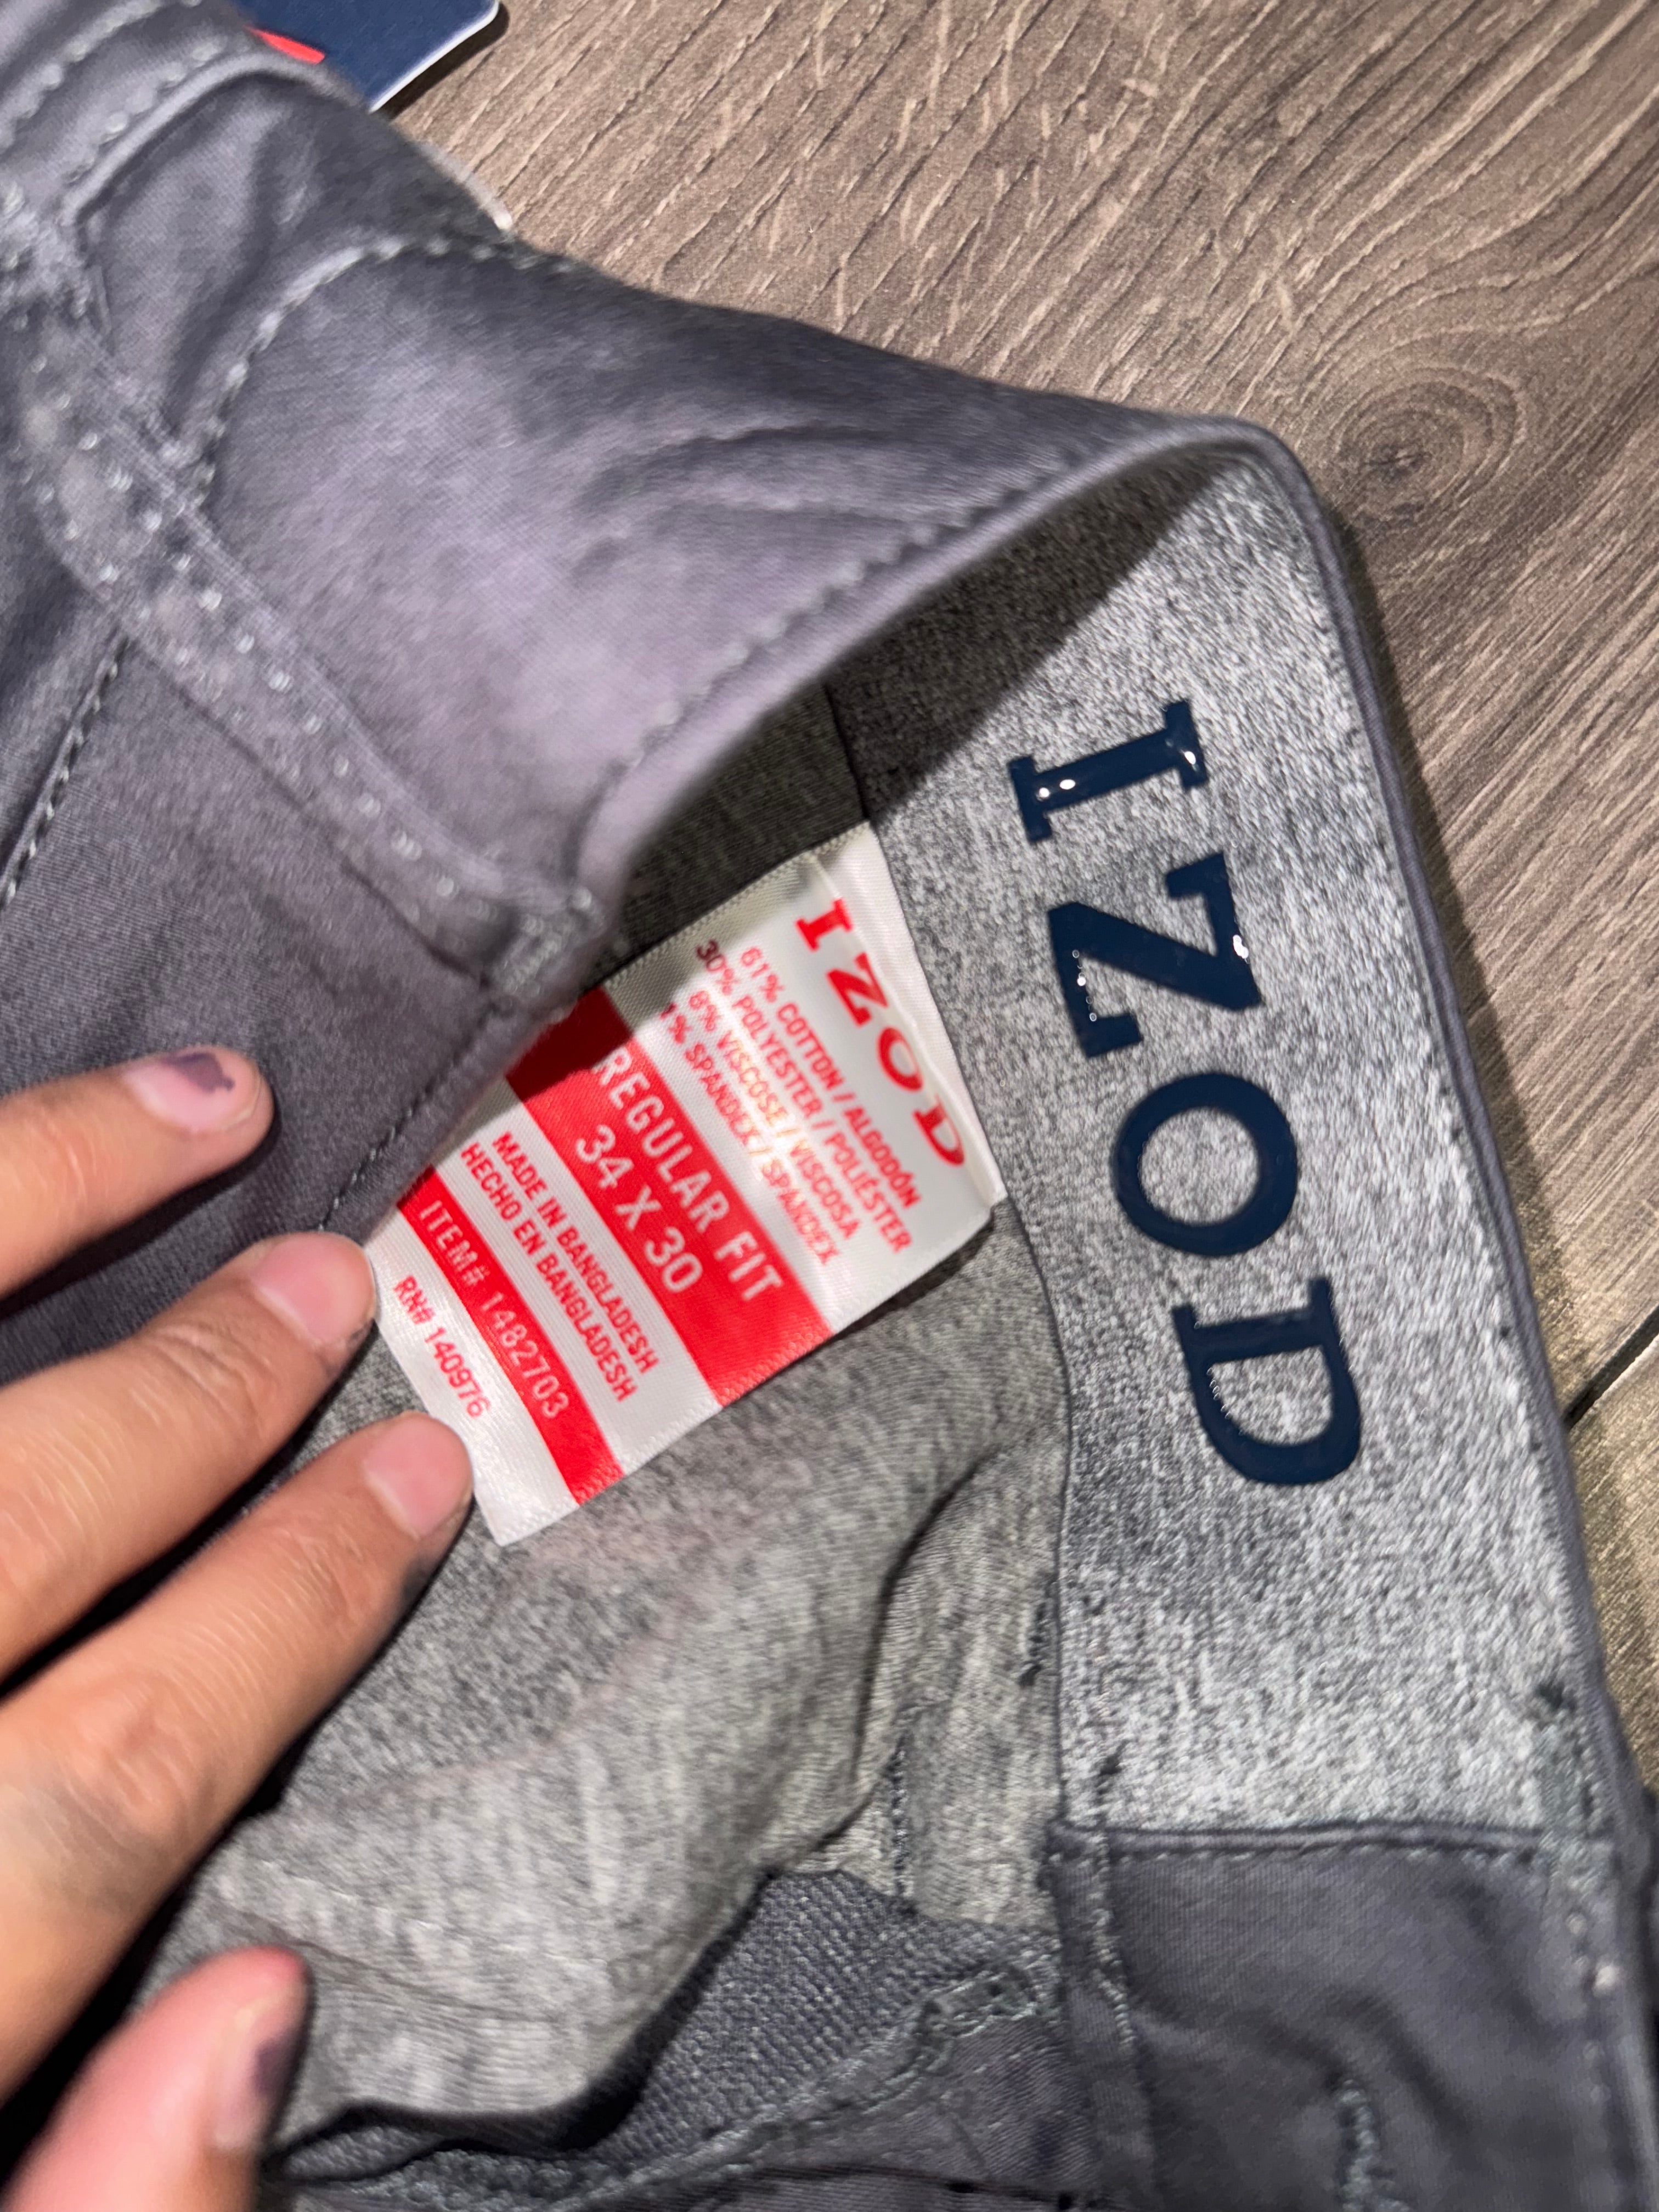 IZOD
IZOD
61% COTTON / ALGODÓN
30% POLYESTER / POLIÉSTER
8% VISCOSE / VISCOSA
1% SPANDEX / SPANDEX
REGULAR FIT
34 X 30
MADE IN BANGLADESH
HECHO EN BANGLADESH
ITEM# 1482703
RN# 140976